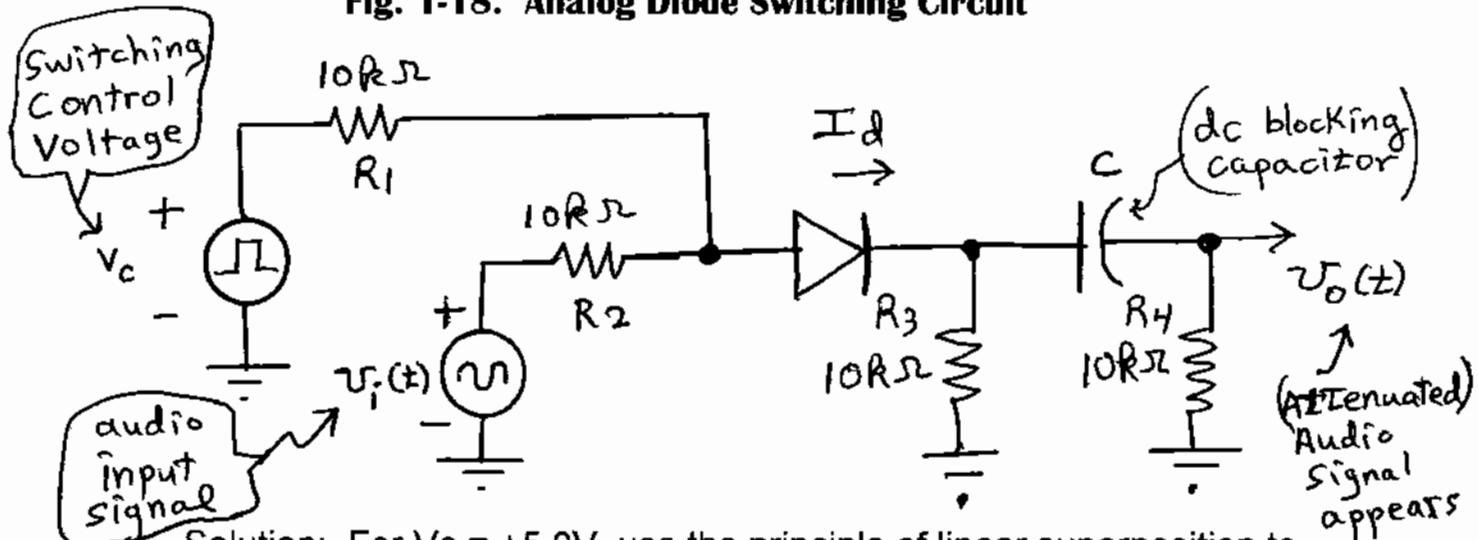 Fig. 1-18. Analog Diode Switching Circuit
Switching
Control
Voltage
10kΩ
R1
+
Vc
-
10kΩ
R2
+
vi(t)
-
audio
input
signal
Id
→
C
(dc blocking
capacitor)
R3
10kΩ
R4
10kΩ
vo(t)
(Attenuated)
Audio
signal
appears
Solution: For Vc = +5.0V, use the principle of linear superposition to